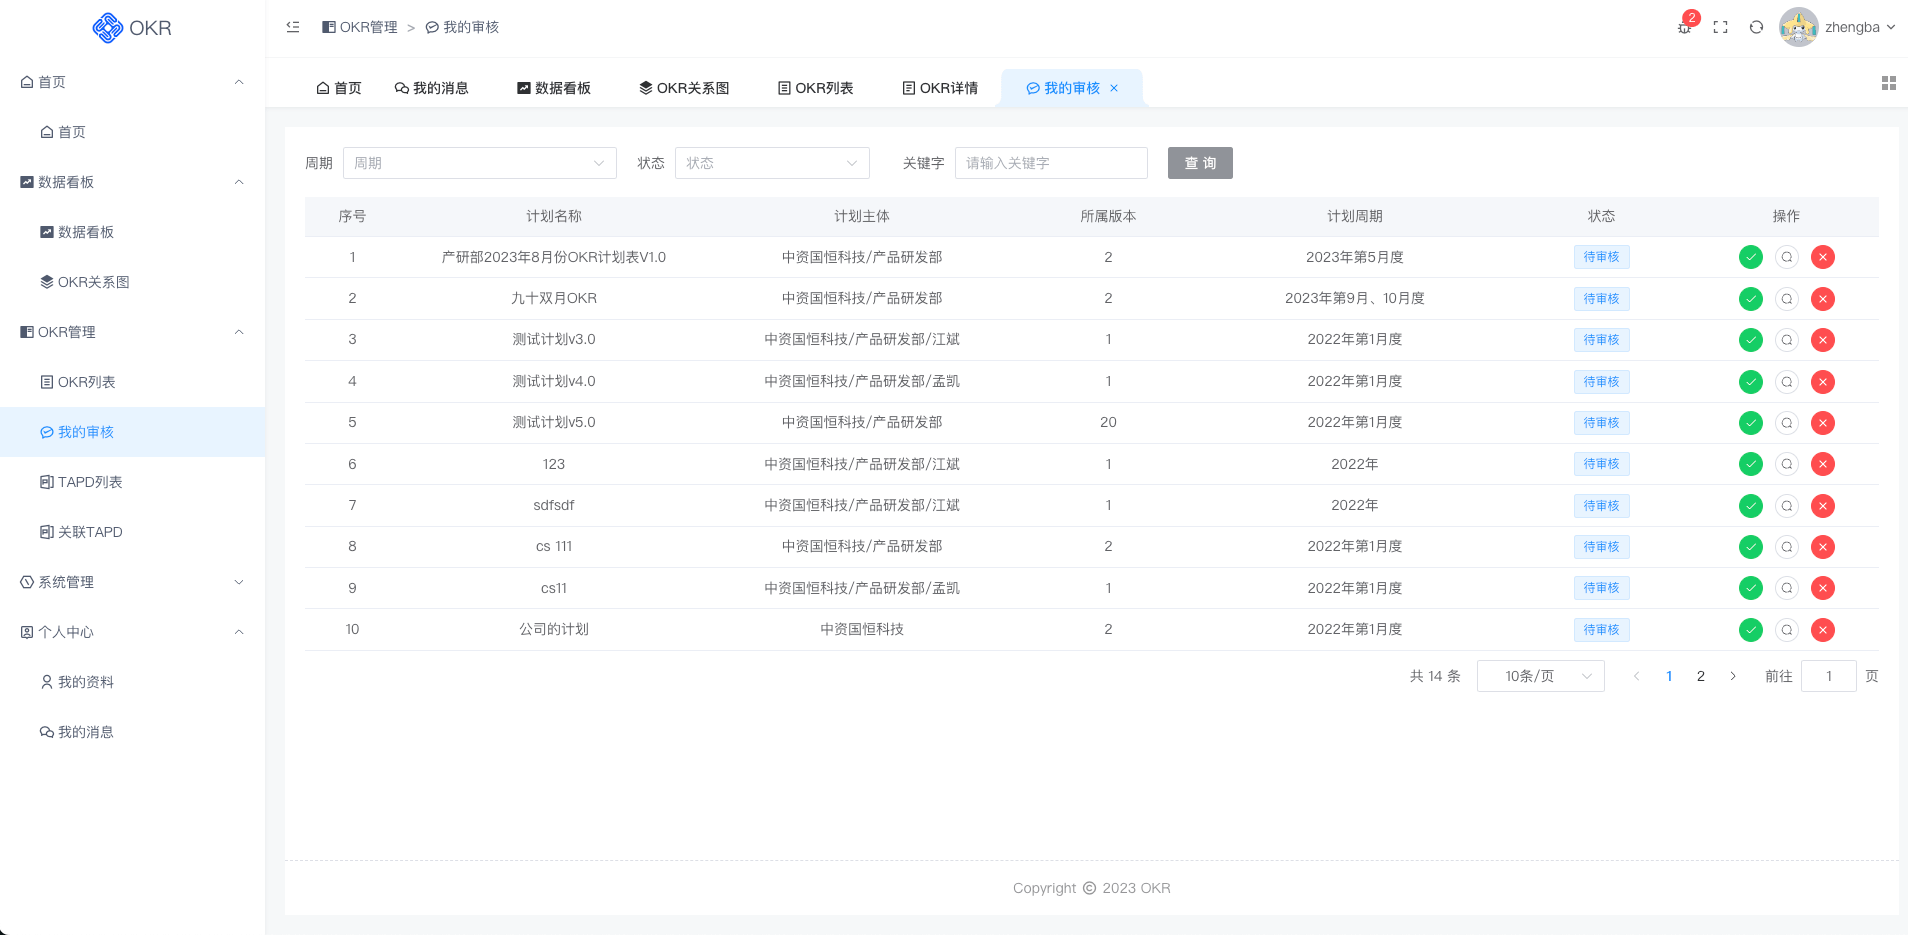 OKR
首页
首页
数据看板
数据看板
OKR关系图
OKR管理
OKR列表
我的审核
TAPD列表
关联TAPD
系统管理
个人中心
我的资料
我的消息
OKR管理 > 我的审核
2
zhengba
首页 我的消息 数据看板 OKR关系图 OKR列表 OKR详情 我的审核
周期 周期 状态 状态 关键字 请输入关键字 查 询
序号 计划名称 计划主体 所属版本 计划周期 状态 操作
1 产研部2023年8月份OKR计划表V1.0 中资国恒科技/产品研发部 2 2023年第5月度 待审核
2 九十双月OKR 中资国恒科技/产品研发部 2 2023年第9月、10月度 待审核
3 测试计划v3.0 中资国恒科技/产品研发部/江斌 1 2022年第1月度 待审核
4 测试计划v4.0 中资国恒科技/产品研发部/孟凯 1 2022年第1月度 待审核
5 测试计划v5.0 中资国恒科技/产品研发部 20 2022年第1月度 待审核
6 123 中资国恒科技/产品研发部/江斌 1 2022年 待审核
7 sdfsdf 中资国恒科技/产品研发部/江斌 1 2022年 待审核
8 cs 111 中资国恒科技/产品研发部 2 2022年第1月度 待审核
9 cs11 中资国恒科技/产品研发部/孟凯 1 2022年第1月度 待审核
10 公司的计划 中资国恒科技 2 2022年第1月度 待审核
共 14 条 10条/页 1 2 前往 1 页
Copyright © 2023 OKR